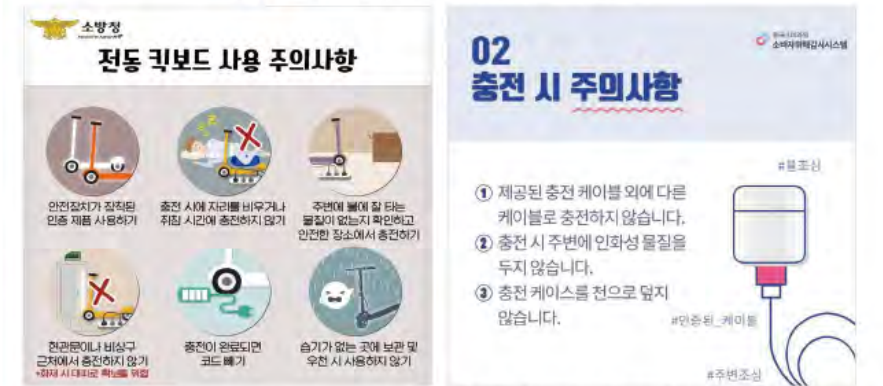 소방청
전동 킥보드 사용 주의사항
안전장치가 장착된
인증 제품 사용하기
충전 시에 자리를 비우거나
취침 시간에 충전하지 않기
주변에 불에 잘 타는
물질이 없는지 확인하고
안전한 장소에서 충전하기
현관문이나 비상구
근처에서 충전하지 않기
*화재 시 대피로 확보를 위함
충전이 완료되면
코드 빼기
습기가 없는 곳에 보관 및
우천 시 사용하지 않기
소비자위해감시시스템
02
충전 시 주의사항
#불조심
① 제공된 충전 케이블 외에 다른
케이블로 충전하지 않습니다.
② 충전 시 주변에 인화성 물질을
두지 않습니다.
③ 충전 케이스를 천으로 덮지
않습니다.
#인증된_케이블
#주변조심